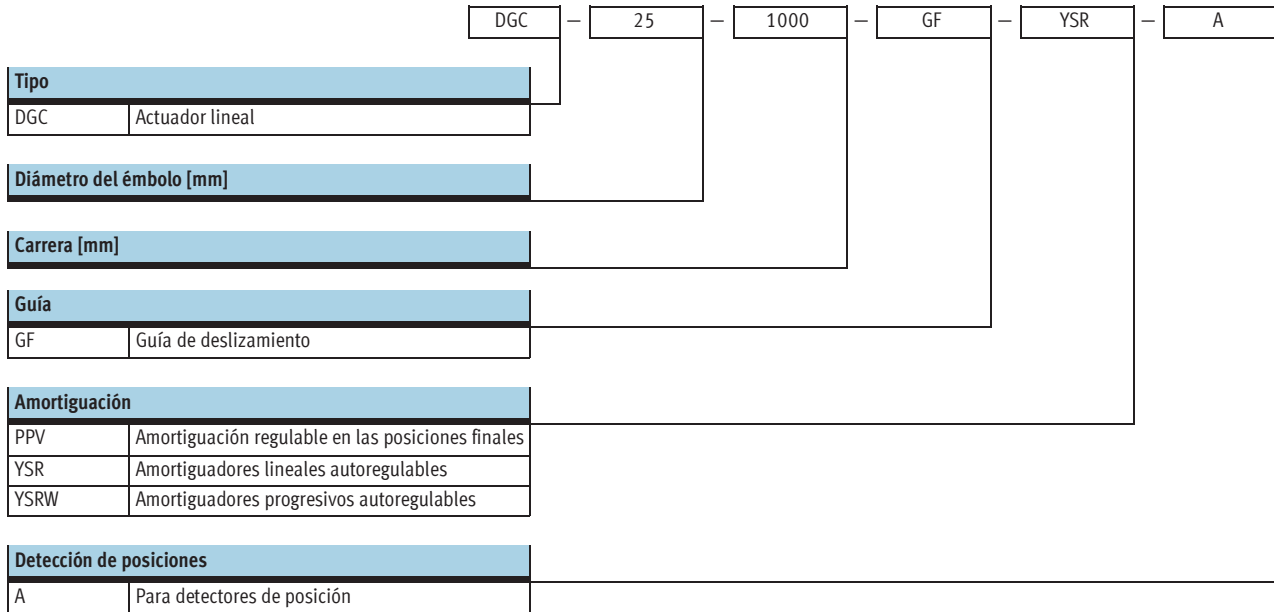 DGC — 25 — 1000 — GF — YSR — A
Tipo
DGC Actuador lineal
Diámetro del émbolo [mm]
Carrera [mm]
Guía
GF Guía de deslizamiento
Amortiguación
PPV Amortiguación regulable en las posiciones finales
YSR Amortiguadores lineales autoregulables
YSRW Amortiguadores progresivos autoregulables
Detección de posiciones
A Para detectores de posición